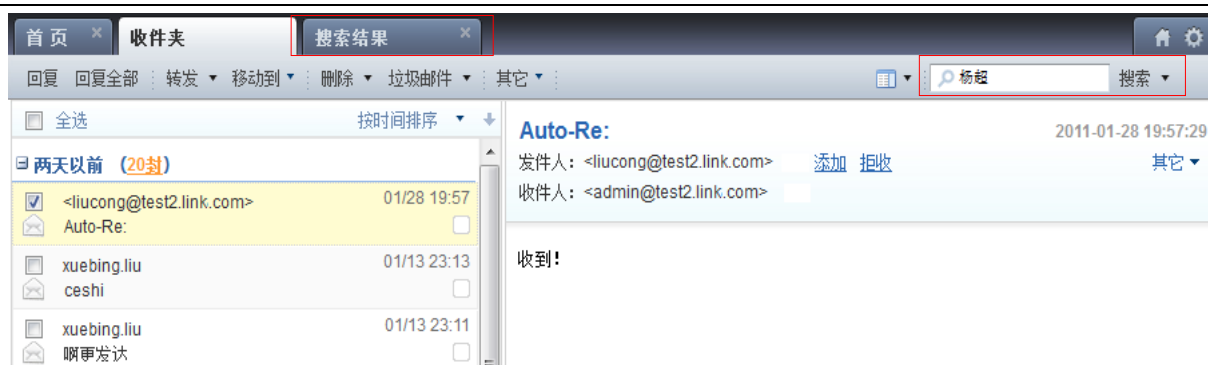 首 页 × 收件夹 搜索结果 ×
回复 回复全部 转发 ▼ 移动到 ▼ 删除 ▼ 垃圾邮件 ▼ 其它 ▼ ▼ 杨超 搜索 ▼
全选 按时间排序 ▼
两天以前 (20封)
<liucong@test2.link.com> 01/28 19:57
Auto-Re:
xuebing.liu 01/13 23:13
ceshi
xuebing.liu 01/13 23:11
啊更发达
Auto-Re: 2011-01-28 19:57:29
发件人: <liucong@test2.link.com> 添加 拒收 其它 ▼
收件人: <admin@test2.link.com>
收到!